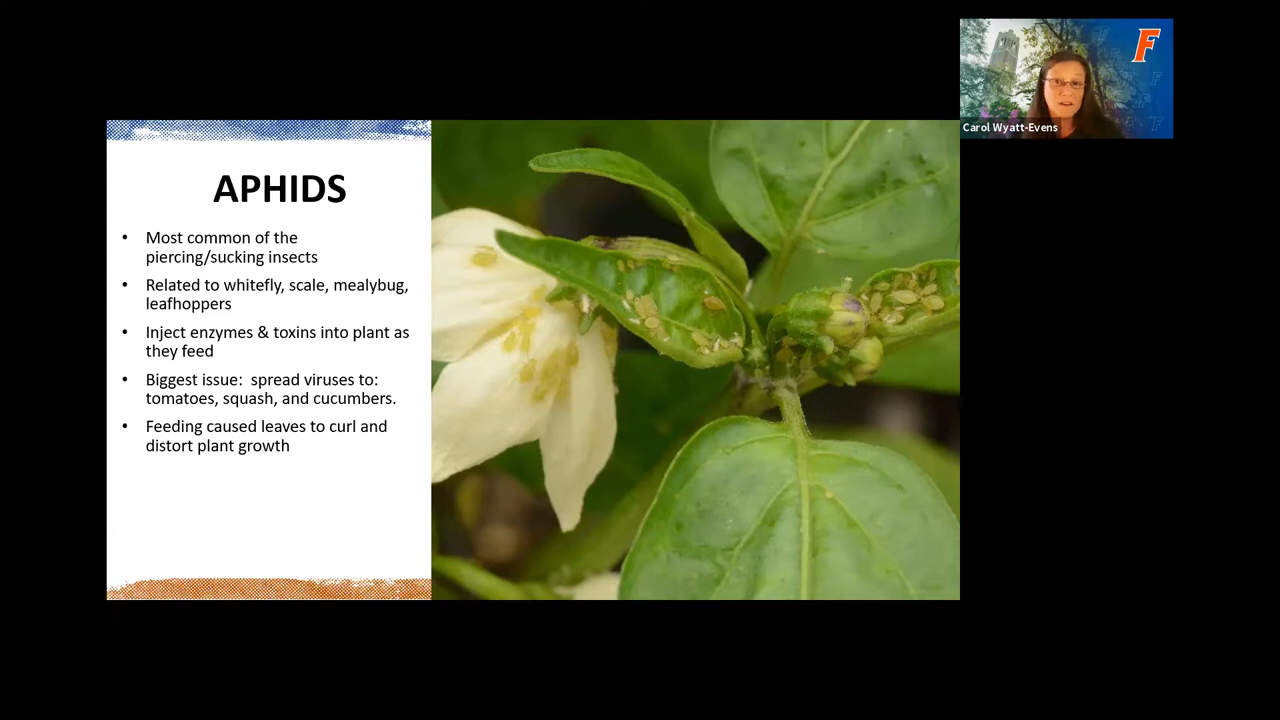 APHIDS
• Most common of the
piercing/sucking insects
• Related to whitefly, scale, mealybug,
leafhoppers
• Inject enzymes & toxins into plant as
they feed
• Biggest issue:  spread viruses to:
tomatoes, squash, and cucumbers.
• Feeding caused leaves to curl and
distort plant growth
F
Carol Wyatt-Evens